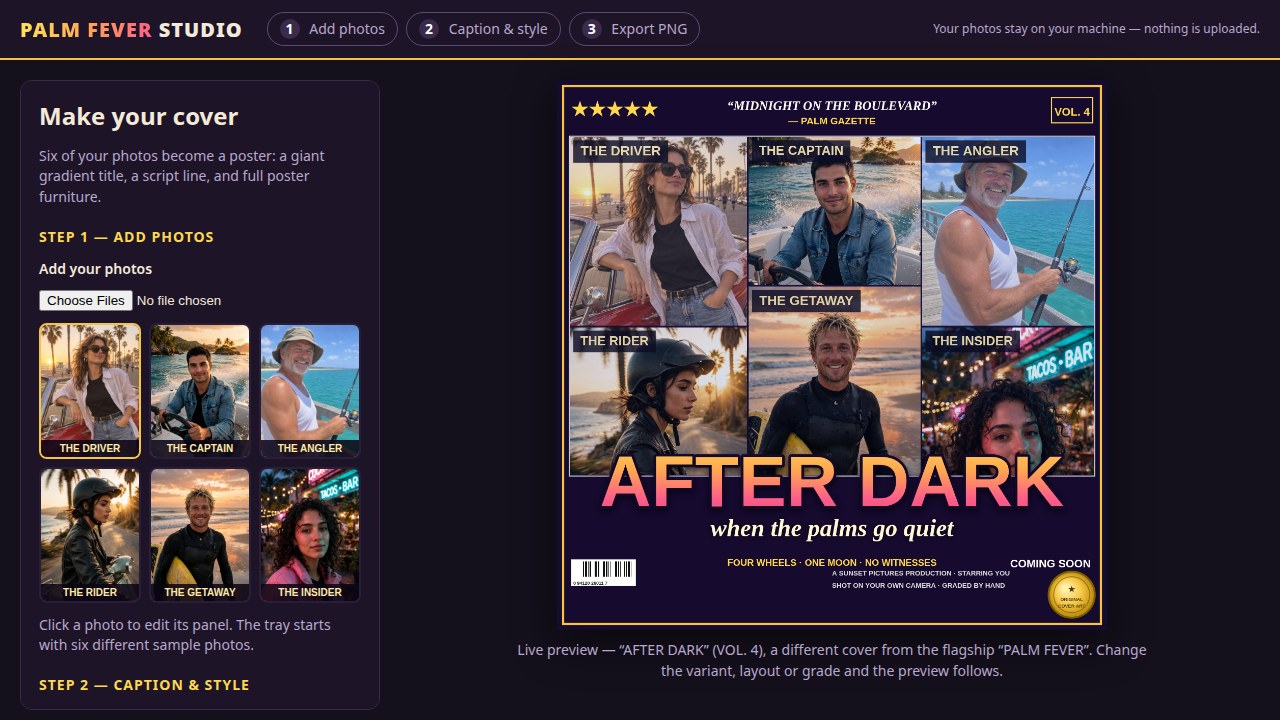 PALM FEVER STUDIO
1 Add photos
2 Caption & style
3 Export PNG
Your photos stay on your machine — nothing is uploaded.
Make your cover
Six of your photos become a poster: a giant
gradient title, a script line, and full poster
furniture.
STEP 1 — ADD PHOTOS
Add your photos
Choose Files No file chosen
THE DRIVER
THE CAPTAIN
THE ANGLER
TACOS • BAR
THE RIDER
THE GETAWAY
THE INSIDER
Click a photo to edit its panel. The tray starts
with six different sample photos.
STEP 2 — CAPTION & STYLE
★★★★★
“MIDNIGHT ON THE BOULEVARD”
— PALM GAZETTE
VOL. 4
THE DRIVER
THE CAPTAIN
THE ANGLER
THE GETAWAY
THE RIDER
THE INSIDER
TACOS • BAR
AFTER DARK
when the palms go quiet
FOUR WHEELS · ONE MOON · NO WITNESSES
COMING SOON
A SUNSET PICTURES PRODUCTION · STARRING YOU
SHOT ON YOUR OWN CAMERA · GRADED BY HAND
★
ORIGINAL
COVER ART
Live preview — “AFTER DARK” (VOL. 4), a different cover from the flagship “PALM FEVER”. Change
the variant, layout or grade and the preview follows.